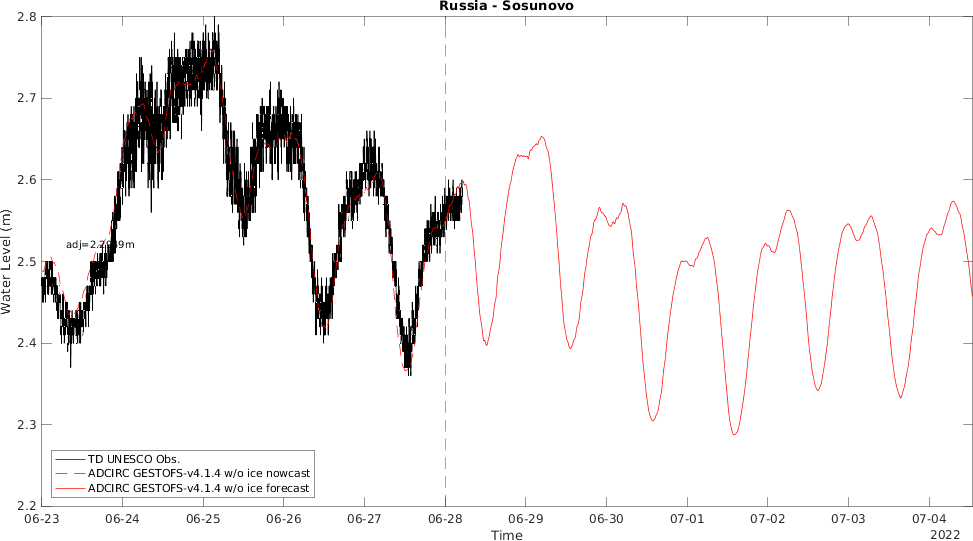 Russia - Sosunovo
2.8
2.7
2.6
2.5
2.4
2.3
2.2
Water Level (m)
adj=2.2949m
TD UNESCO Obs.
ADCIRC GESTOFS-v4.1.4 w/o ice nowcast
ADCIRC GESTOFS-v4.1.4 w/o ice forecast
06-23 06-24 06-25 06-26 06-27 06-28 06-29 06-30 07-01 07-02 07-03 07-04
Time
2022